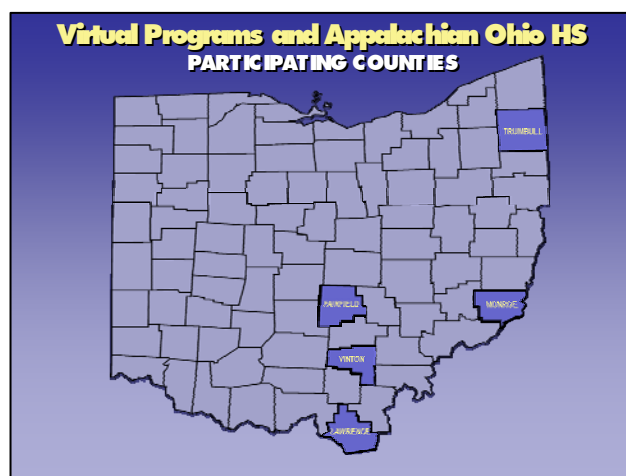 Virtual Programs and Appalachian Ohio HS
PARTICIPATING COUNTIES
TRUMBULL
FAIRFIELD
MONROE
VINTON
LAWRENCE